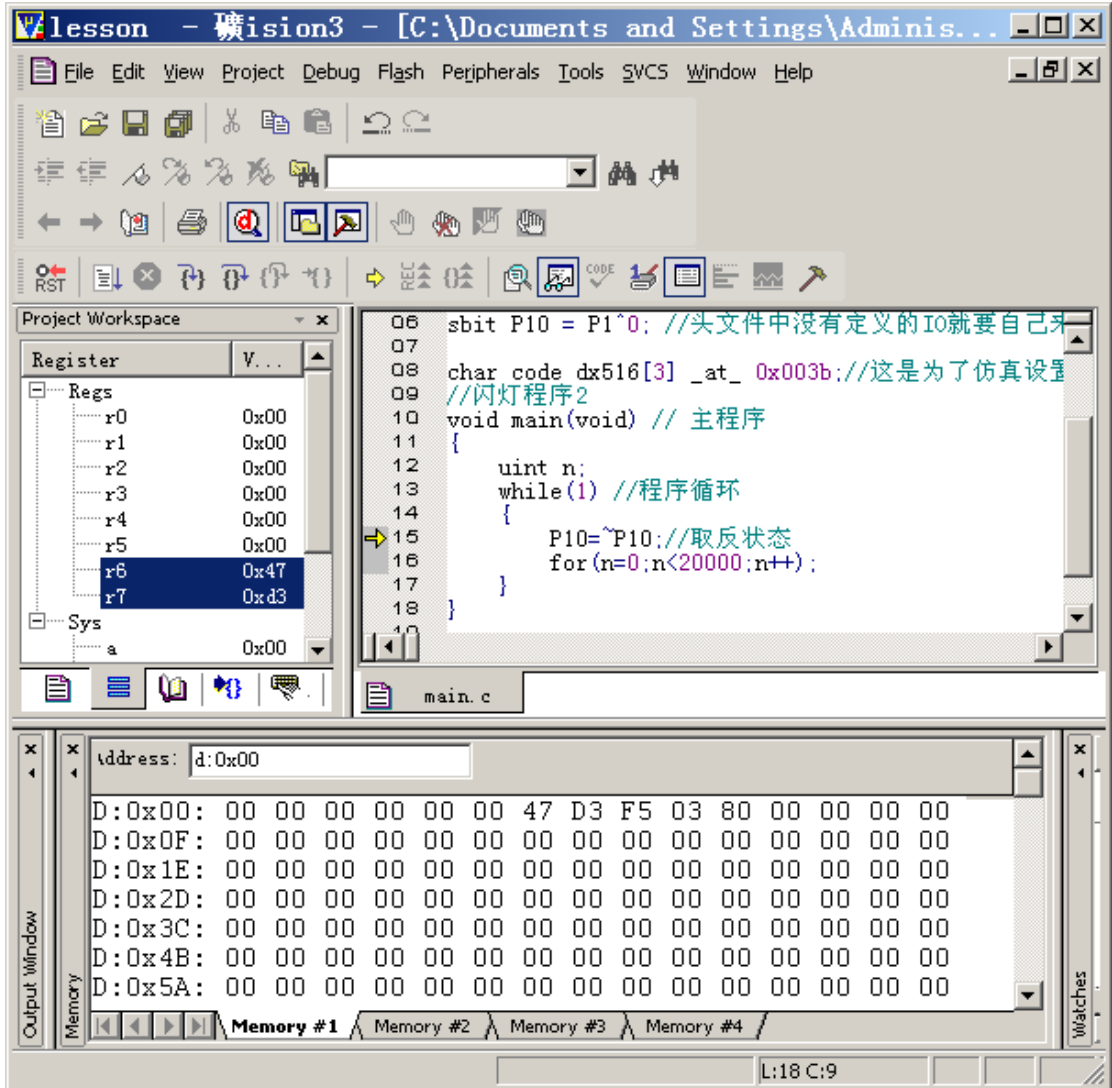 lesson - 礦ision3 - [C:\Documents and Settings\Adminis...
File Edit View Project Debug Flash Peripherals Tools SVCS Window Help
RST
REC
CODE
Project Workspace
Register V...
Regs
r0 0x00
r1 0x00
r2 0x00
r3 0x00
r4 0x00
r5 0x00
r6 0x47
r7 0xd3
Sys
a 0x00
06 sbit P10 = P1^0; //头文件中没有定义的IO就要自己来
07
08 char code dx516[3] _at_ 0x003b;//这是为了仿真设置
09 //闪灯程序2
10 void main(void) // 主程序
11 {
12 uint n;
13 while(1) //程序循环
14 {
15 P10=~P10;//取反状态
16 for(n=0;n<20000;n++);
17 }
18 }
19
main.c
Address: d:0x00
D:0x00: 00 00 00 00 00 00 47 D3 F5 03 80 00 00 00 00
D:0x0F: 00 00 00 00 00 00 00 00 00 00 00 00 00 00 00
D:0x1E: 00 00 00 00 00 00 00 00 00 00 00 00 00 00 00
D:0x2D: 00 00 00 00 00 00 00 00 00 00 00 00 00 00 00
D:0x3C: 00 00 00 00 00 00 00 00 00 00 00 00 00 00 00
D:0x4B: 00 00 00 00 00 00 00 00 00 00 00 00 00 00 00
D:0x5A: 00 00 00 00 00 00 00 00 00 00 00 00 00 00 00
Memory #1 Memory #2 Memory #3 Memory #4
Output Window
Memory
Watches
L:18 C:9